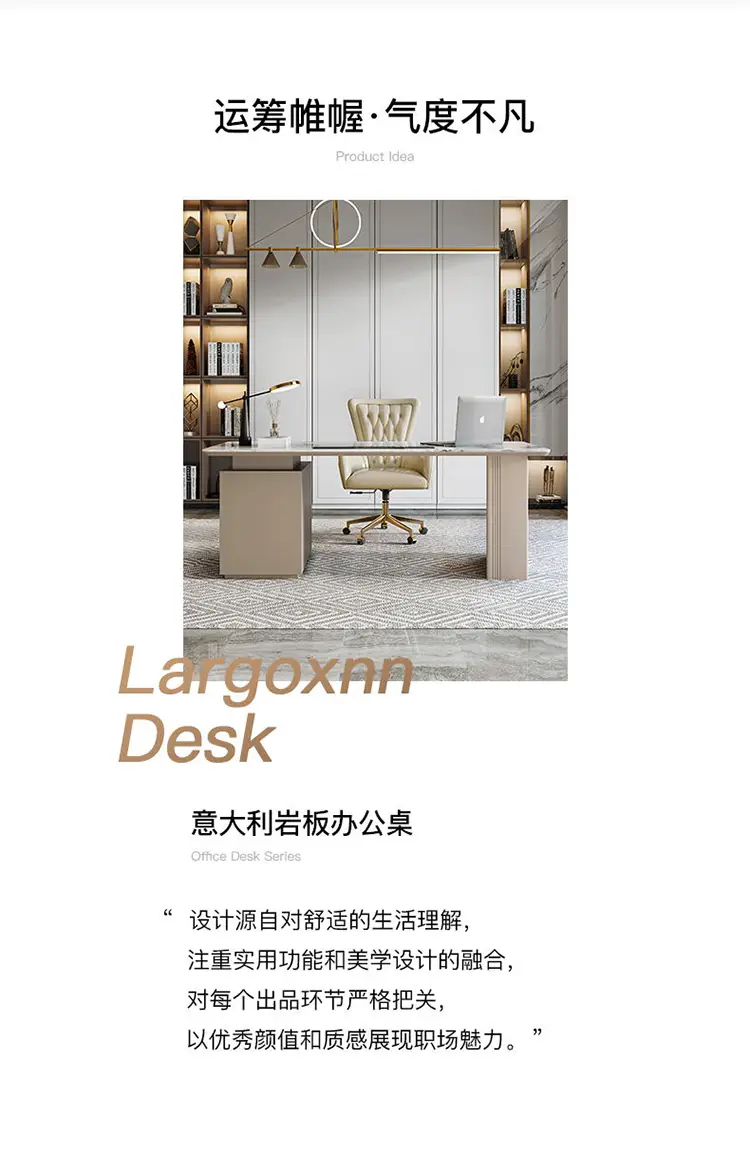 运筹帷幄·气度不凡
Product Idea
Largoxnn
Desk
意大利岩板办公桌
Office Desk Series
“ 设计源自对舒适的生活理解，
注重实用功能和美学设计的融合，
对每个出品环节严格把关，
以优秀颜值和质感展现职场魅力。”